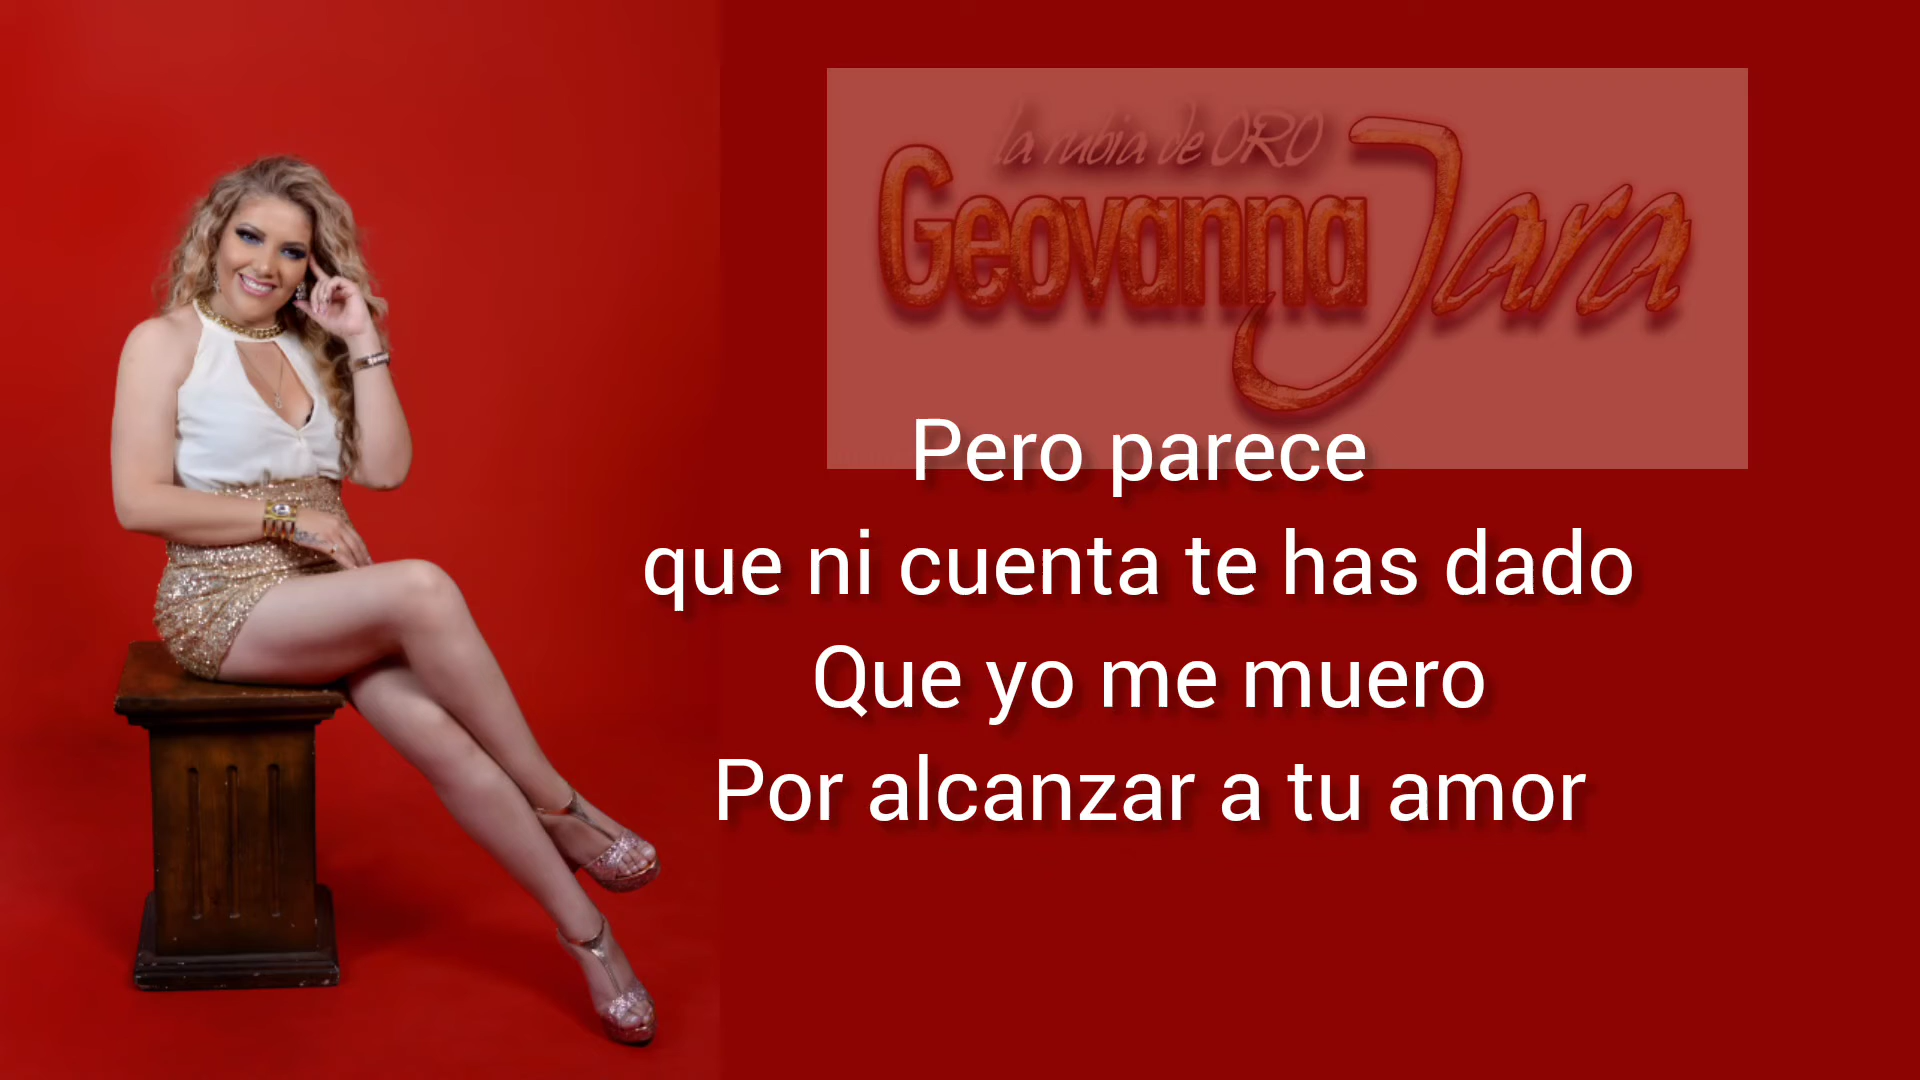 la rubia de ORO
Geovanna Jara
Pero parece
que ni cuenta te has dado
Que yo me muero
Por alcanzar a tu amor